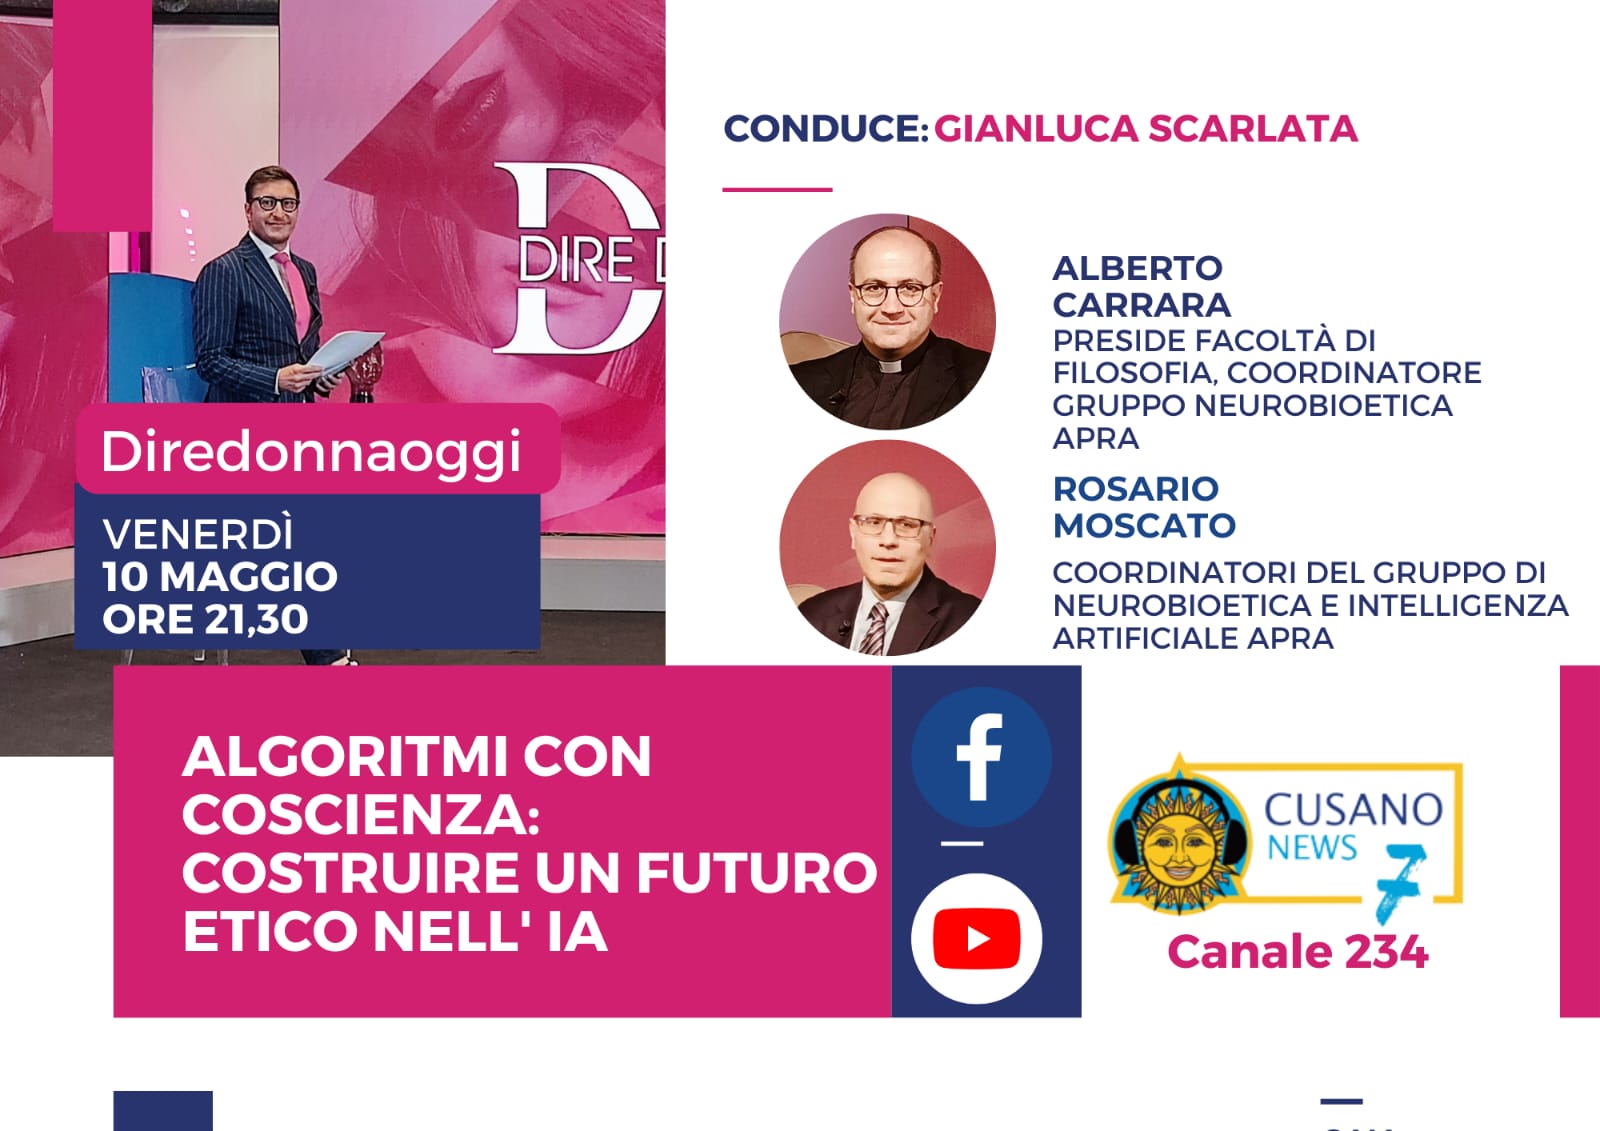 CONDUCE: GIANLUCA SCARLATA
D
DIRE D
ALBERTO
CARRARA
PRESIDE FACOLTÀ DI
FILOSOFIA, COORDINATORE
GRUPPO NEUROBIOETICA
APRA
ROSARIO
MOSCATO
COORDINATORI DEL GRUPPO DI
NEUROBIOETICA E INTELLIGENZA
ARTIFICIALE APRA
Diredonnaoggi
VENERDÌ
10 MAGGIO
ORE 21,30
ALGORITMI CON
COSCIENZA:
COSTRUIRE UN FUTURO
ETICO NELL' IA
f
CUSANO
NEWS
7
Canale 234